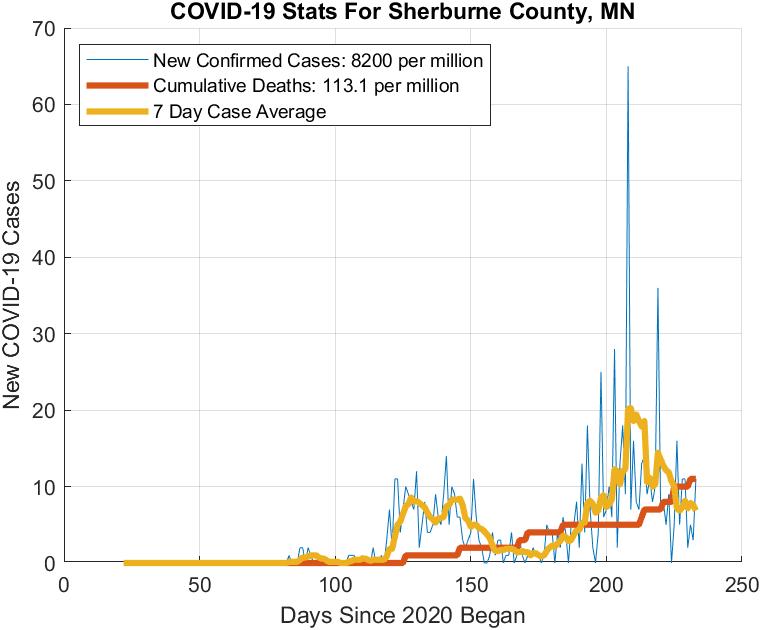 COVID-19 Stats For Sherburne County, MN
70
60
50
40
30
20
10
0
New COVID-19 Cases
New Confirmed Cases: 8200 per million
Cumulative Deaths: 113.1 per million
7 Day Case Average
0
50
100
150
200
250
Days Since 2020 Began